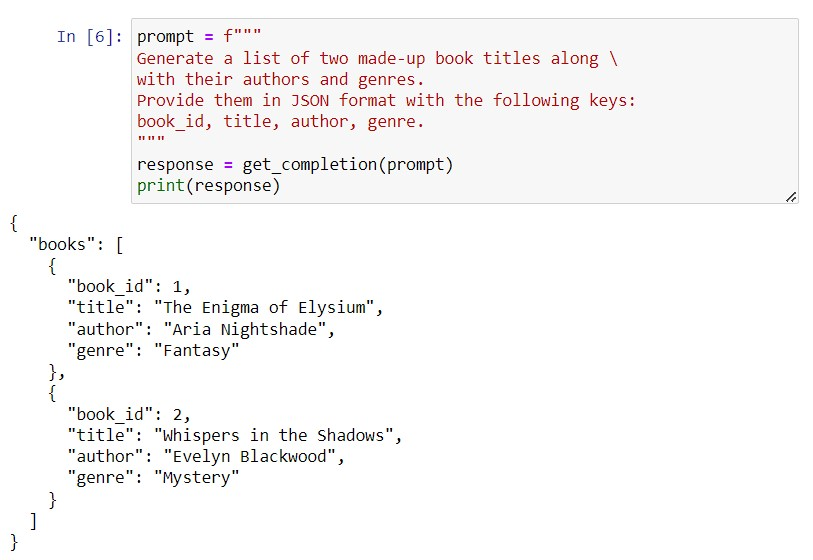 In [6]: prompt = f"""
Generate a list of two made-up book titles along \
with their authors and genres.
Provide them in JSON format with the following keys:
book_id, title, author, genre.
"""
response = get_completion(prompt)
print(response)
{
  "books": [
    {
      "book_id": 1,
      "title": "The Enigma of Elysium",
      "author": "Aria Nightshade",
      "genre": "Fantasy"
    },
    {
      "book_id": 2,
      "title": "Whispers in the Shadows",
      "author": "Evelyn Blackwood",
      "genre": "Mystery"
    }
  ]
}